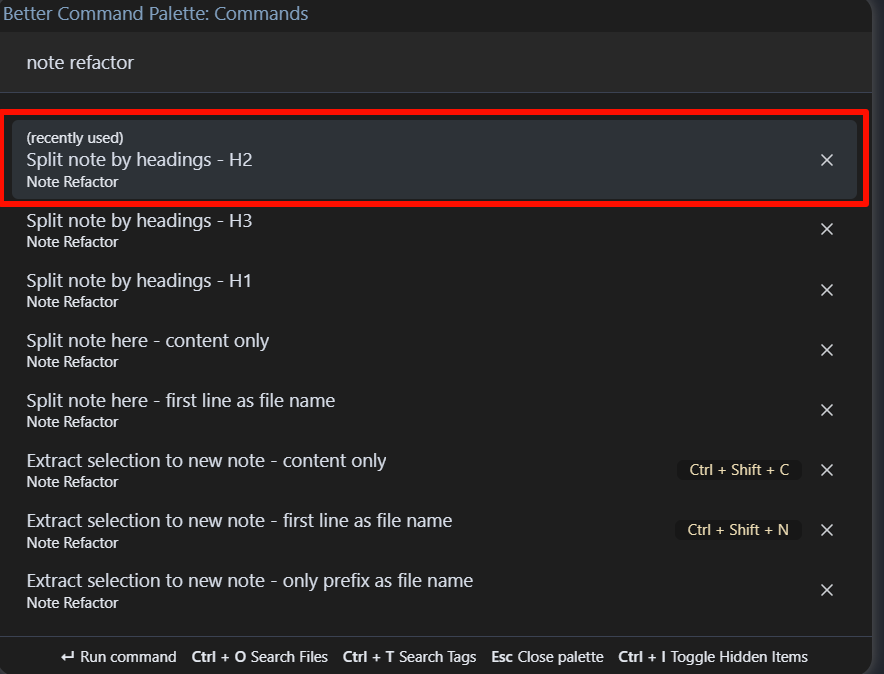 Better Command Palette: Commands
note refactor
(recently used)
Split note by headings - H2
Note Refactor
Split note by headings - H3
Note Refactor
Split note by headings - H1
Note Refactor
Split note here - content only
Note Refactor
Split note here - first line as file name
Note Refactor
Extract selection to new note - content only
Ctrl + Shift + C
Note Refactor
Extract selection to new note - first line as file name
Ctrl + Shift + N
Note Refactor
Extract selection to new note - only prefix as file name
Note Refactor
↵ Run command Ctrl + O Search Files Ctrl + T Search Tags Esc Close palette Ctrl + I Toggle Hidden Items